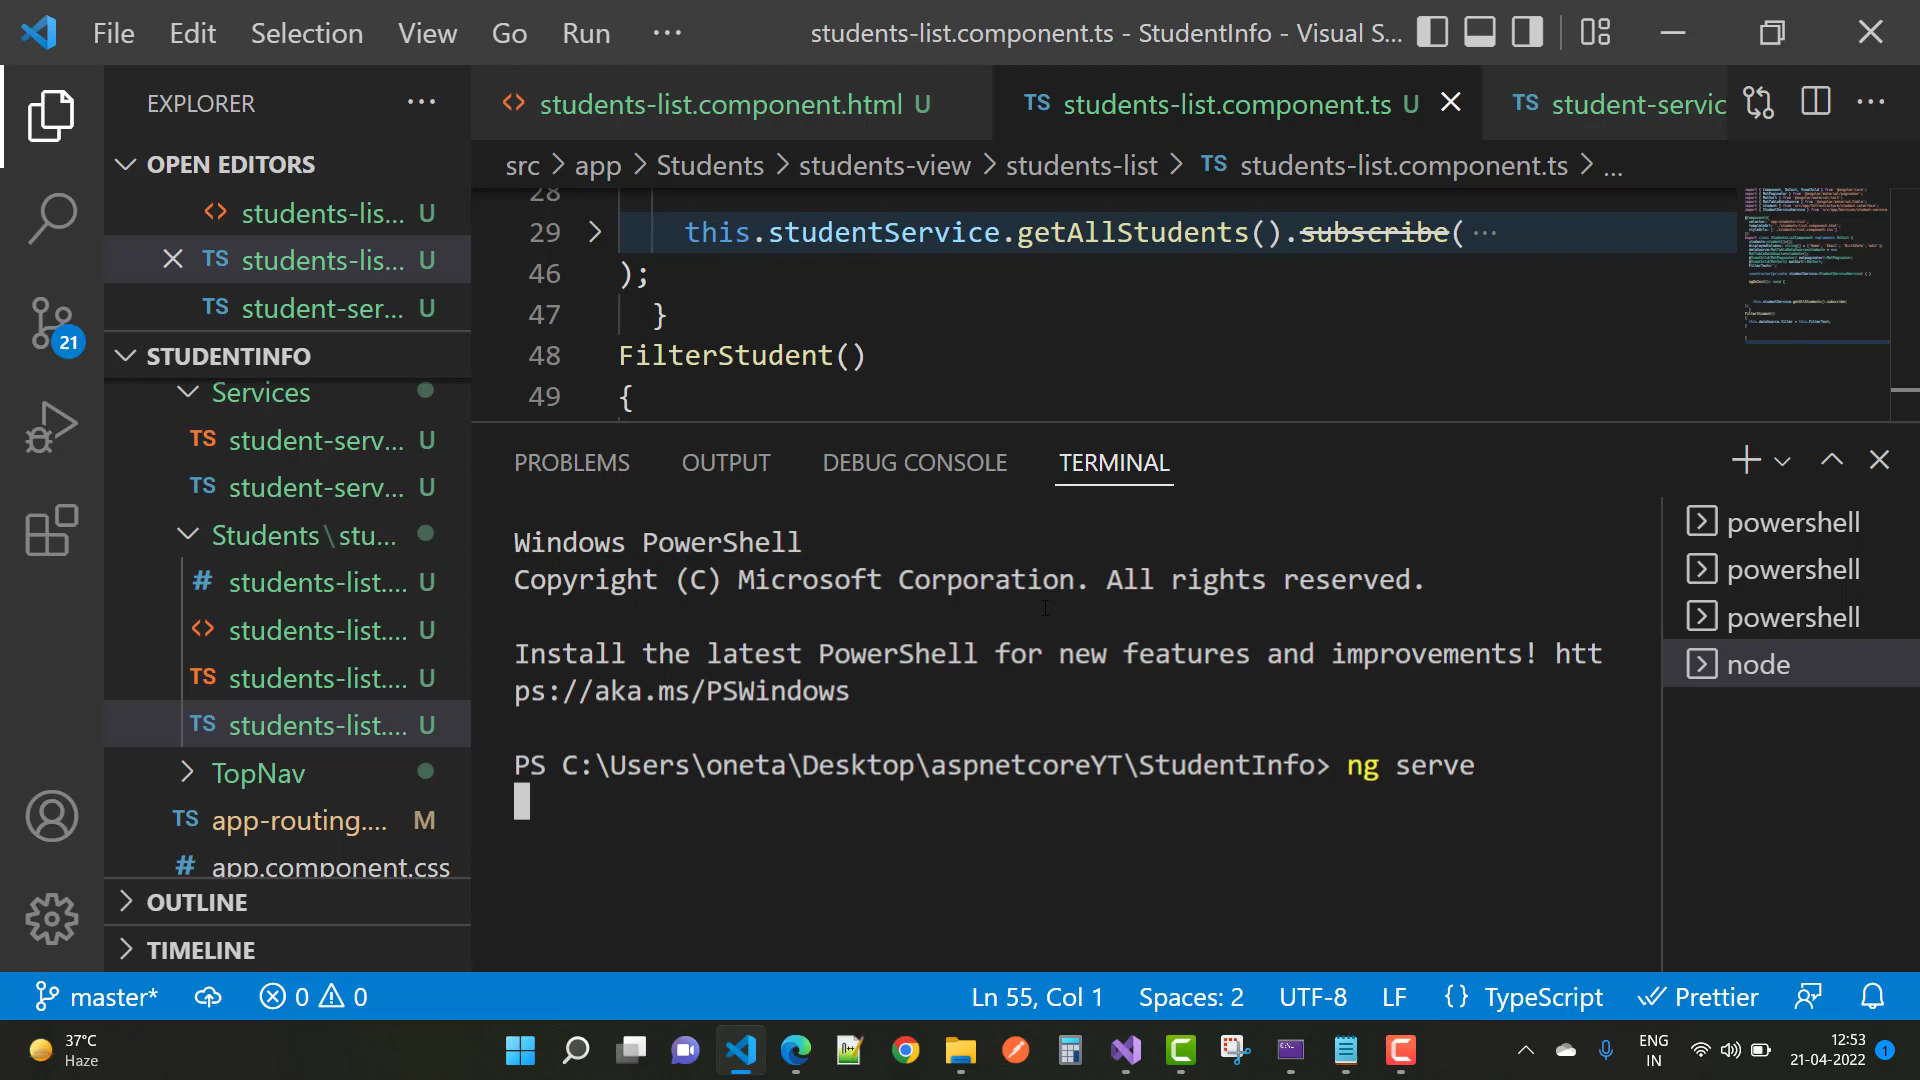 File Edit Selection View Go Run ···
students-list.component.ts - StudentInfo - Visual S...
EXPLORER ···
OPEN EDITORS
students-lis... U
students-lis... U
TS student-ser... U
STUDENTINFO
Services
TS student-serv... U
TS student-serv... U
Students\stu...
# students-list.... U
students-list.... U
TS students-list.... U
TS students-list.... U
TopNav
TS app-routing.... M
# app.component.css
OUTLINE
TIMELINE
21
students-list.component.html U
TS students-list.component.ts U
TS student-servic
src > app > Students > students-view > students-list > TS students-list.component.ts > ...
28
29 this.studentService.getAllStudents().subscribe( ···
46 );
47 }
48 FilterStudent()
49 {
PROBLEMS OUTPUT DEBUG CONSOLE TERMINAL
Windows PowerShell
Copyright (C) Microsoft Corporation. All rights reserved.
Install the latest PowerShell for new features and improvements! htt
ps://aka.ms/PSWindows
PS C:\Users\oneta\Desktop\aspnetcoreYT\StudentInfo> ng serve
powershell
powershell
powershell
node
master* 0 0 Ln 55, Col 1 Spaces: 2 UTF-8 LF {} TypeScript Prettier
37°C
Haze
ENG
IN
12:53
21-04-2022
1